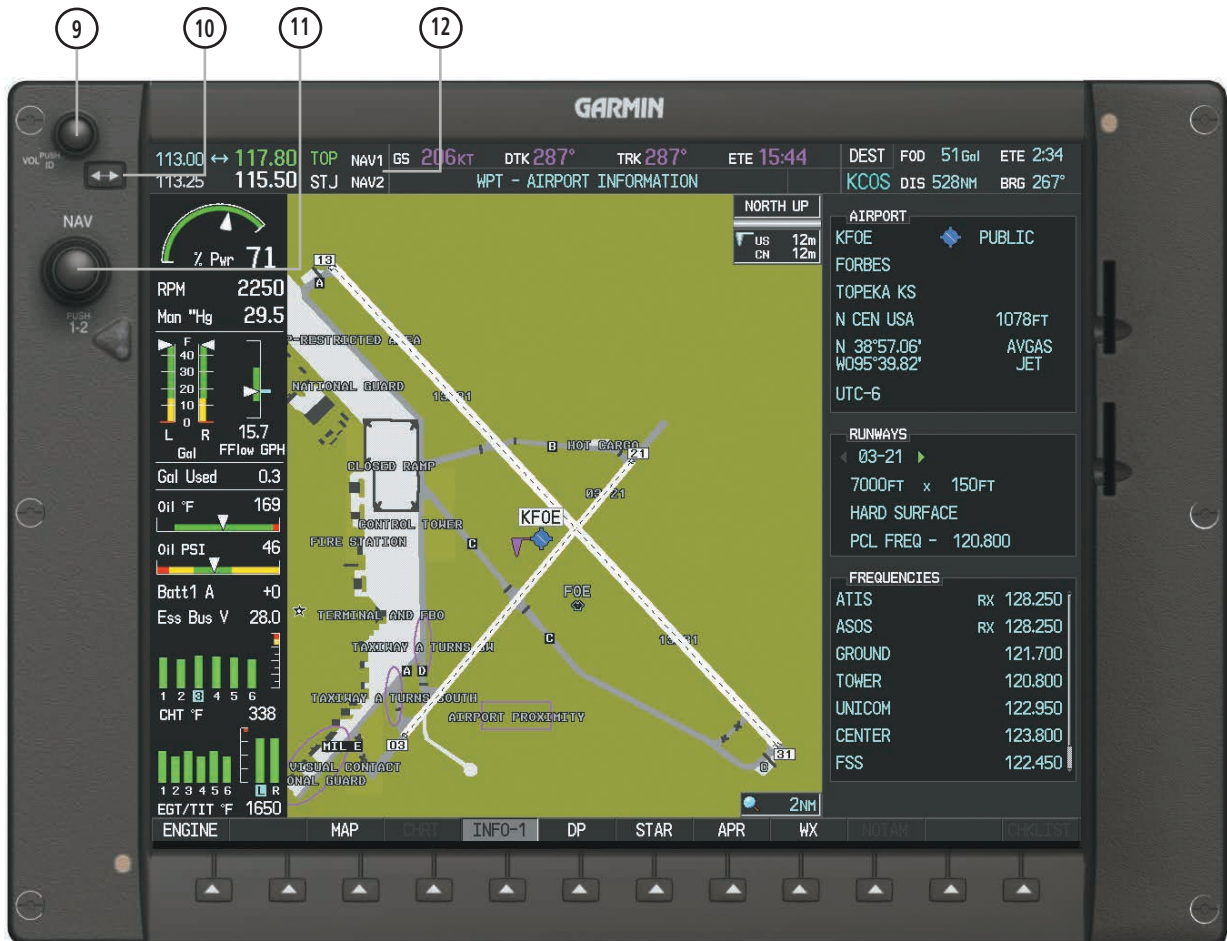 9 10 11 12
GARMIN
VOL PUSH ID
113.00 ↔ 117.80 TOP NAV1 GS 206KT DTK 287° TRK 287° ETE 15:44 DEST FOD 51 Gal ETE 2:34
113.25 115.50 STJ NAV2 WPT - AIRPORT INFORMATION KCOS DIS 528NM BRG 267°
NAV
PUSH 1-2
% Pwr 71
RPM 2250
Man "Hg 29.5
F
40
30
20
10
0
L R
Gal
15.7
FFlow GPH
Gal Used 0.3
Oil °F 169
Oil PSI 46
Batt1 A +0
Ess Bus V 28.0
1 2 3 4 5 6
CHT °F 338
1 2 3 4 5 6 L R
EGT/TIT °F 1650
NORTH UP
US 12m
CN 12m
13
A
P-RESTRICTED AREA
NATIONAL GUARD
13-31
B HOT CARGO
21
CLOSED RAMP
03-21
KFOE
CONTROL TOWER
FIRE STATION
C
FOE
TERMINAL AND FBO
C
13-31
TAXIWAY A TURNS SW
A D
TAXIWAY A TURNS SOUTH
AIRPORT PROXIMITY
MIL E
03
31
VISUAL CONTACT
ONAL GUARD
2NM
AIRPORT
KFOE PUBLIC
FORBES
TOPEKA KS
N CEN USA 1078FT
N 38°57.06' AVGAS
W095°39.82' JET
UTC-6
RUNWAYS
03-21
7000FT x 150FT
HARD SURFACE
PCL FREQ - 120.800
FREQUENCIES
ATIS RX 128.250
ASOS RX 128.250
GROUND 121.700
TOWER 120.800
UNICOM 122.950
CENTER 123.800
FSS 122.450
ENGINE MAP CHRT INFO-1 DP STAR APR WX NOTAM CHKLIST